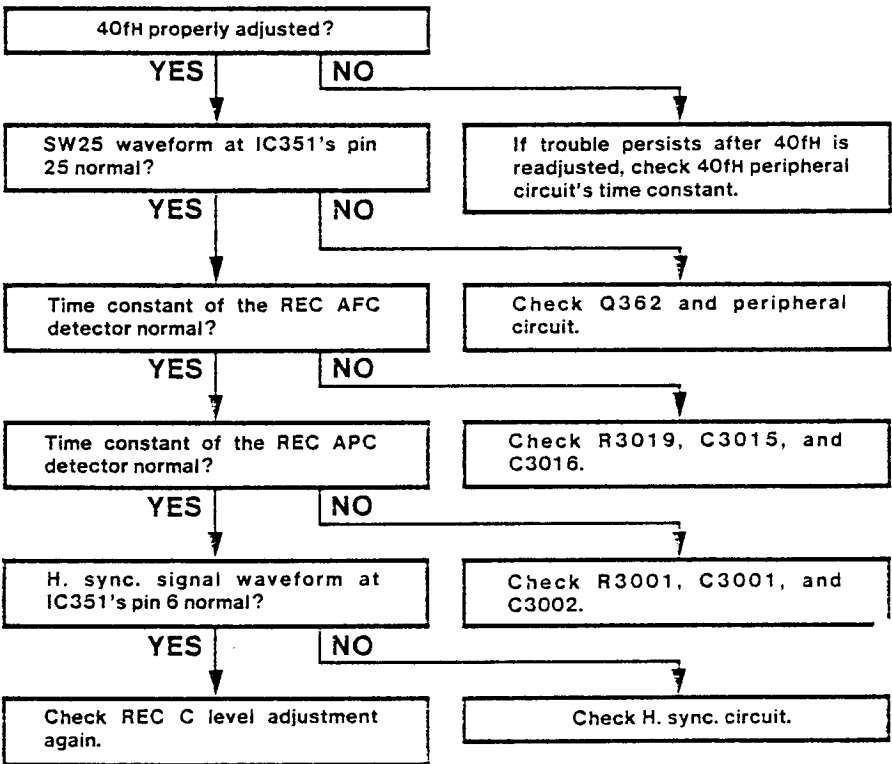 40fH properly adjusted?
YES NO
SW25 waveform at IC351's pin
25 normal?
If trouble persists after 40fH is
readjusted, check 40fH peripheral
circuit's time constant.
YES NO
Time constant of the REC AFC
detector normal?
Check Q362 and peripheral
circuit.
YES NO
Time constant of the REC APC
detector normal?
Check R3019, C3015, and
C3016.
YES NO
H. sync. signal waveform at
IC351's pin 6 normal?
Check R3001, C3001, and
C3002.
YES NO
Check REC C level adjustment
again.
Check H. sync. circuit.